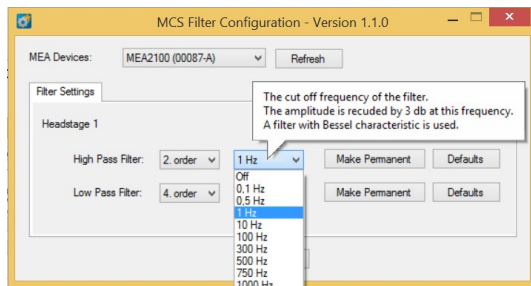 MCS Filter Configuration - Version 1.1.0
MEA Devices: MEA2100 (00087-A) Refresh
Filter Settings
The cut off frequency of the filter.
The amplitude is recuded by 3 db at this frequency.
A filter with Bessel characteristic is used.
Headstage 1
High Pass Filter: 2. order 1 Hz Make Permanent Defaults
Low Pass Filter: 4. order Make Permanent Defaults
Off
0,1 Hz
0,5 Hz
1 Hz
10 Hz
100 Hz
300 Hz
500 Hz
750 Hz
1000 Hz